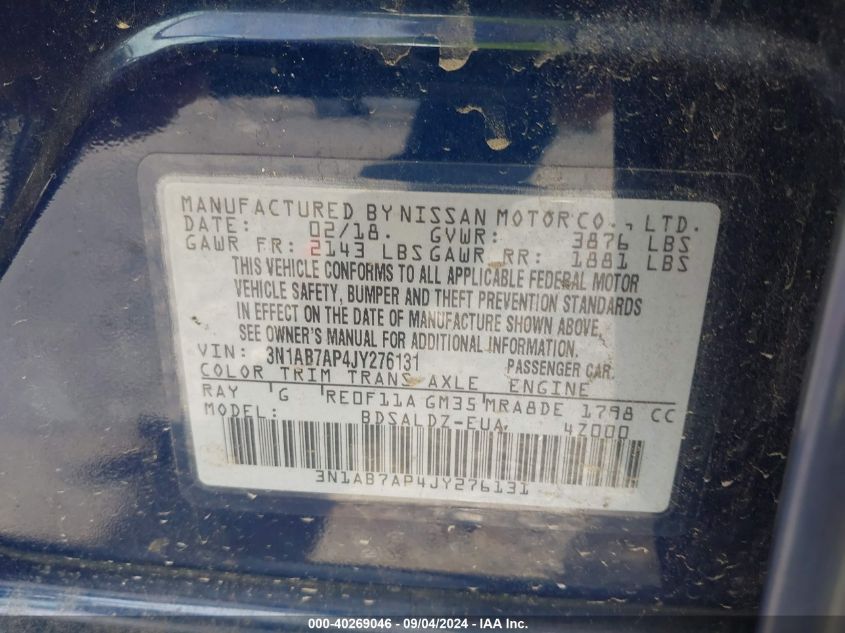 MANUFACTURED BY NISSAN MOTOR CO., LTD.
DATE: 02/18. GVWR: 3876 LBS
GAWR FR: 2143 LBS GAWR RR: 1881 LBS
THIS VEHICLE CONFORMS TO ALL APPLICABLE FEDERAL MOTOR
VEHICLE SAFETY, BUMPER AND THEFT PREVENTION STANDARDS
IN EFFECT ON THE DATE OF MANUFACTURE SHOWN ABOVE.
SEE OWNER'S MANUAL FOR ADDITIONAL INFORMATION.
VIN: 3N1AB7AP4JY276131 PASSENGER CAR.
COLOR TRIM TRANS AXLE ENGINE
RAY G RE0F11A GM35 MRA8DE 1798 CC
MODEL: BDSALDZ-EUA 4Z000
3N1AB7AP4JY276131
000-40269046 - 09/04/2024 - IAA Inc.